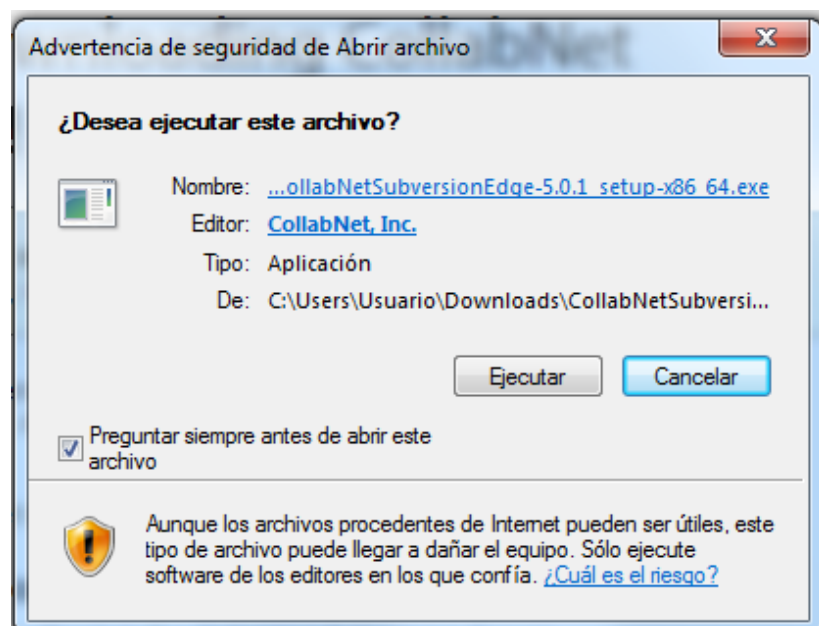 Advertencia de seguridad de Abrir archivo
¿Desea ejecutar este archivo?
Nombre: ...ollabNetSubversionEdge-5.0.1_setup-x86_64.exe
Editor: CollabNet, Inc.
Tipo: Aplicación
De: C:\Users\Usuario\Downloads\CollabNetSubversi...
Ejecutar Cancelar
Preguntar siempre antes de abrir este
archivo
Aunque los archivos procedentes de Internet pueden ser útiles, este
tipo de archivo puede llegar a dañar el equipo. Sólo ejecute
software de los editores en los que confía. ¿Cuál es el riesgo?